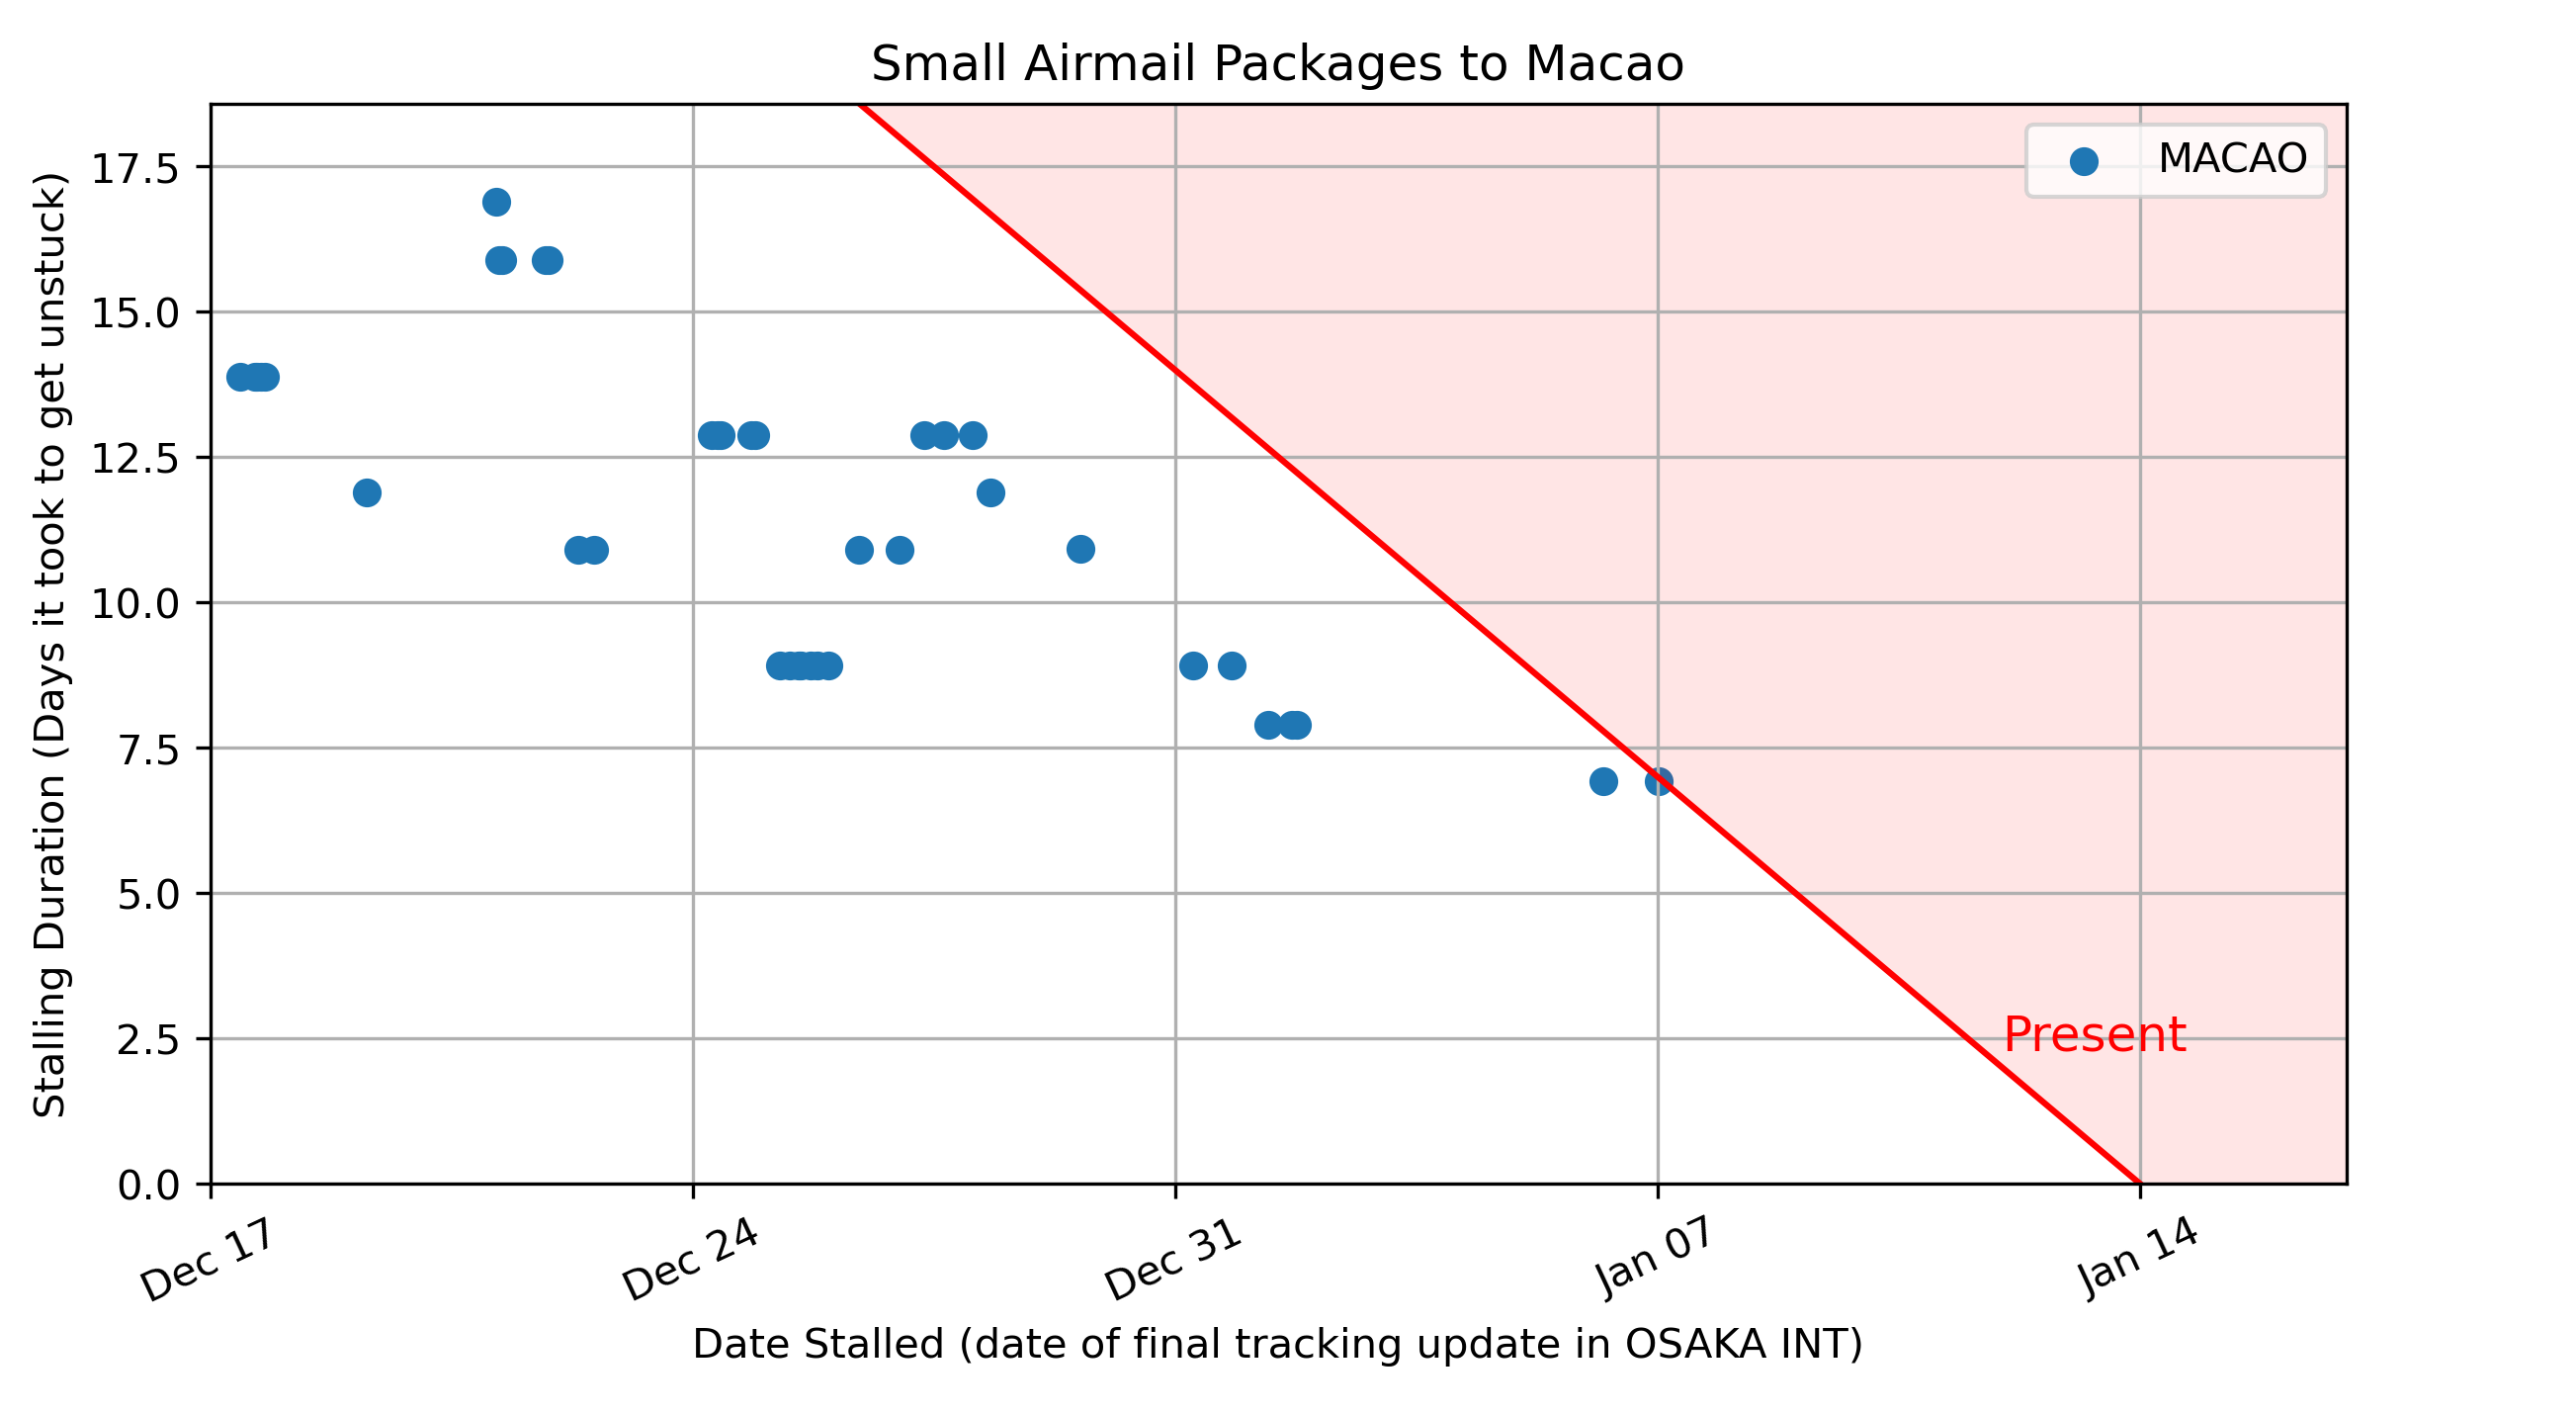 Small Airmail Packages to Macao
MACAO
Stalling Duration (Days it took to get unstuck)
17.5
15.0
12.5
10.0
7.5
5.0
2.5
0.0
Present
Dec 17
Dec 24
Dec 31
Jan 07
Jan 14
Date Stalled (date of final tracking update in OSAKA INT)